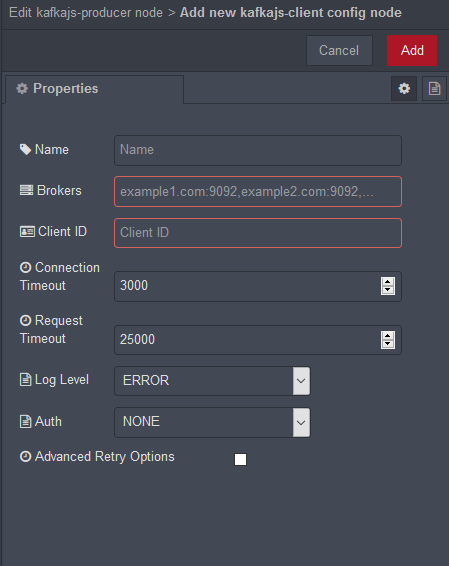 Edit kafkajs-producer node > Add new kafkajs-client config node
Cancel Add
Properties
Name Name
Brokers example1.com:9092,example2.com:9092,...
Client ID Client ID
Connection
Timeout 3000
Request
Timeout 25000
Log Level ERROR
Auth NONE
Advanced Retry Options